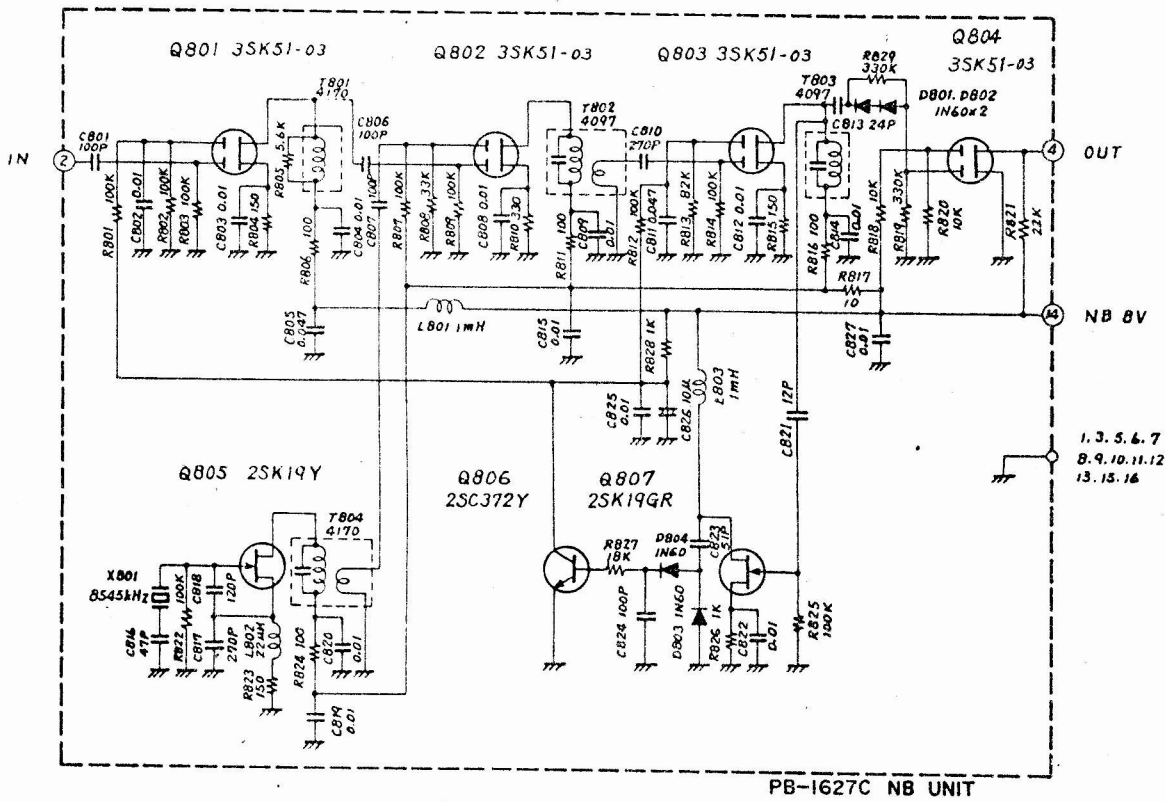 Q801 3SK51-03
Q802 3SK51-03
Q803 3SK51-03
Q804
3SK51-03
T801
4170
C806
100P
T802
4097
C810
270P
T803
4097
R829
330K
D801. D802
1N60×2
C813 24P
C801
100P
IN
2
4
OUT
R801
100K
C802 0.01
R802 100K
R803 100K
C803 0.01
R804 150
R805 5.6K
R806
100
C804 0.01
C807
100P
R807
100K
R808 33K
R809 100K
C808 0.01
R810 330
R811
100
C809
0.01
R812
100K
C811 0.047
R813 82K
R814 100K
C812 0.01
R815 150
R816 100
C814
0.01
R818 10K
R819 330K
R820
10K
R821
22K
R817
10
14
NB 8V
L801 1mH
C805
0.047
C815
0.01
R828 1K
L803
1mH
C827
0.01
C825
0.01
C826 10μ
C821 12P
1.3.5.6.7
8.9.10.11.12
13.15.16
Q805 2SK19Y
Q806
2SC372Y
Q807
2SK19GR
T804
4170
R827
18K
D804
1N60
C823
51P
X801
8545kHz
C816
47P
R822 100K
C818
C817
120P
270P
L802
22μH
R823
150
R824 100
C820
0.01
C819
0.01
C824 100P
D803 1N60
R826 1K
C822
0.01
R825
100K
PB-1627C NB UNIT